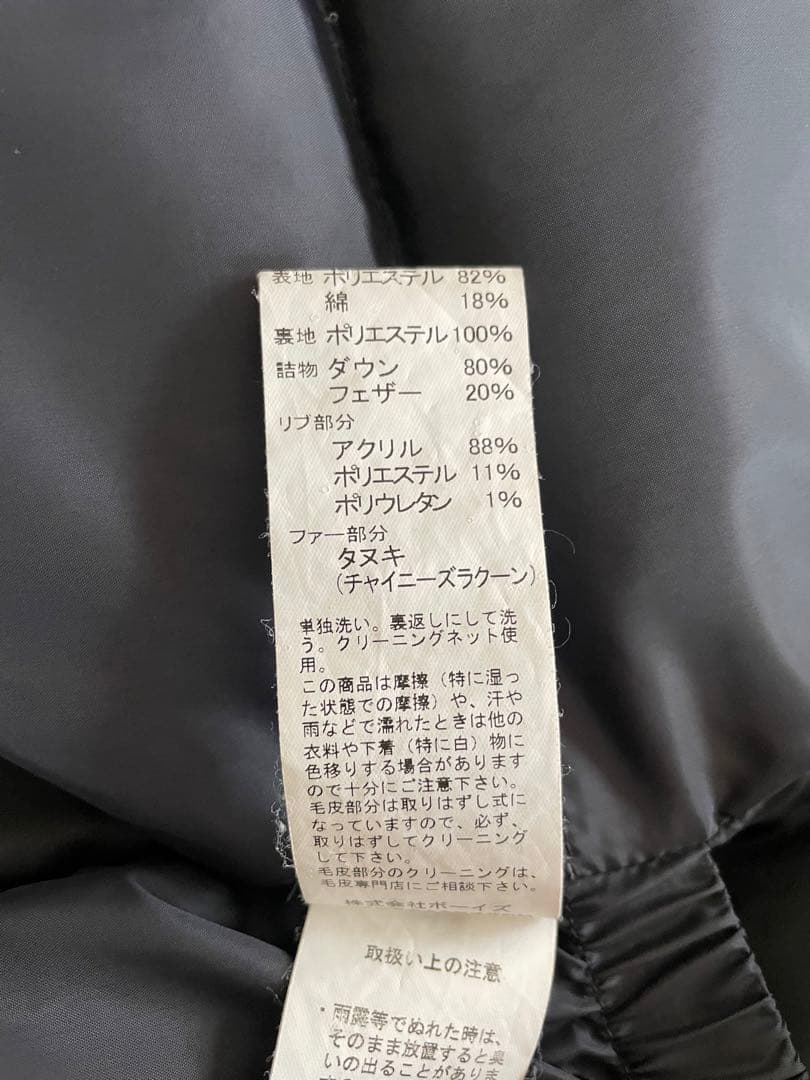 表地 ポリエステル 82%
綿 18%
裏地 ポリエステル 100%
詰物 ダウン 80%
フェザー 20%
リブ部分
アクリル 88%
ポリエステル 11%
ポリウレタン 1%
ファー部分
タヌキ
(チャイニーズラクーン)
単独洗い。裏返しにして洗
う。クリーニングネット使
用。
この商品は摩擦(特に湿っ
た状態での摩擦)や、汗や
雨などで濡れたときは他の
衣料や下着(特に白)物に
色移りする場合があります
ので十分にご注意下さい。
毛皮部分は取りはずし式に
なっていますので、必ず、
取りはずしてクリーニング
して下さい。
毛皮部分のクリーニングは、
毛皮専門店にご相談下さい。
株式会社ボーイズ
取扱い上の注意
・雨露等でぬれた時は、
そのまま放置すると臭
いの出ることがありま